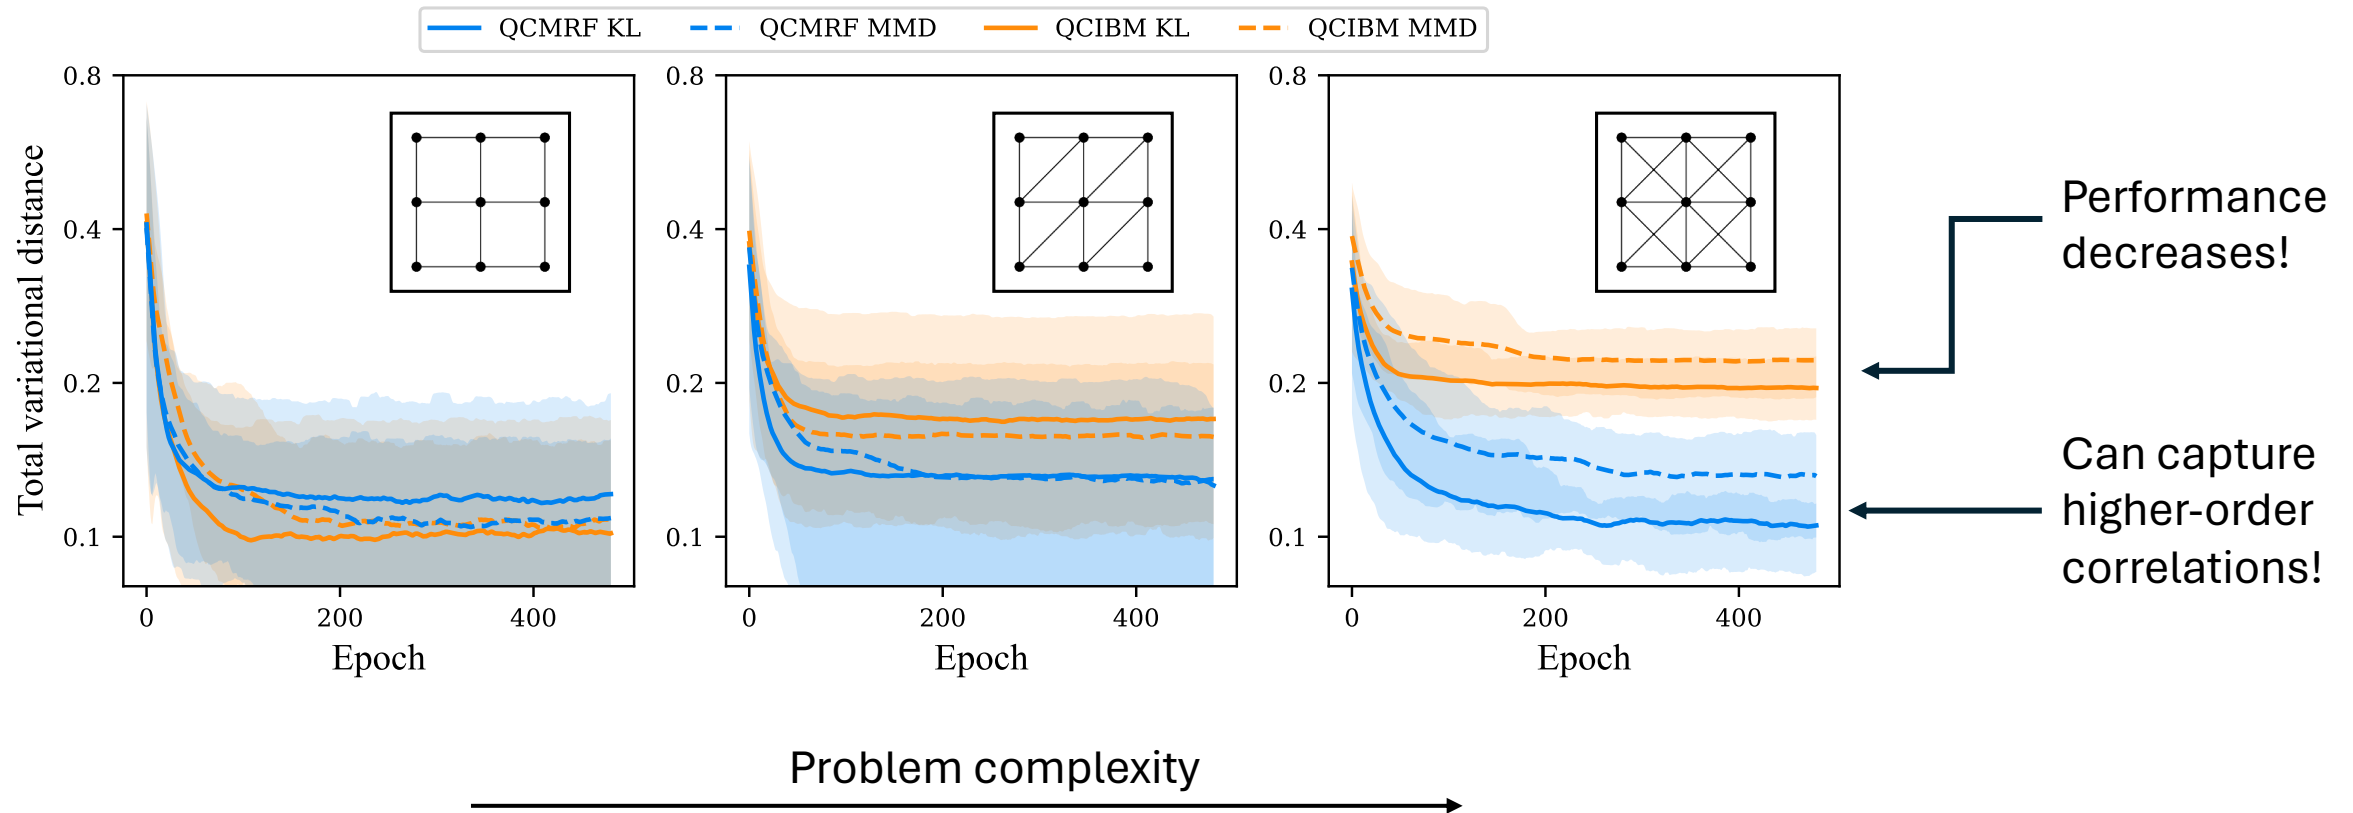 QCMRF KL QCMRF MMD QCIBM KL QCIBM MMD
Total variational distance
0.8
0.4
0.2
0.1
0 200 400
Epoch
0.8
0.4
0.2
0.1
0 200 400
Epoch
0.8
0.4
0.2
0.1
0 200 400
Epoch
Performance
decreases!
Can capture
higher-order
correlations!
Problem complexity